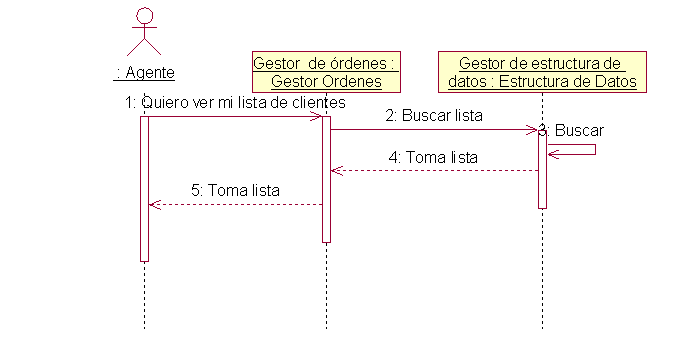 : Agente
Gestor de órdenes :
Gestor Ordenes
Gestor de estructura de
datos : Estructura de Datos
1: Quiero ver mi lista de clientes
2: Buscar lista
3: Buscar
4: Toma lista
5: Toma lista